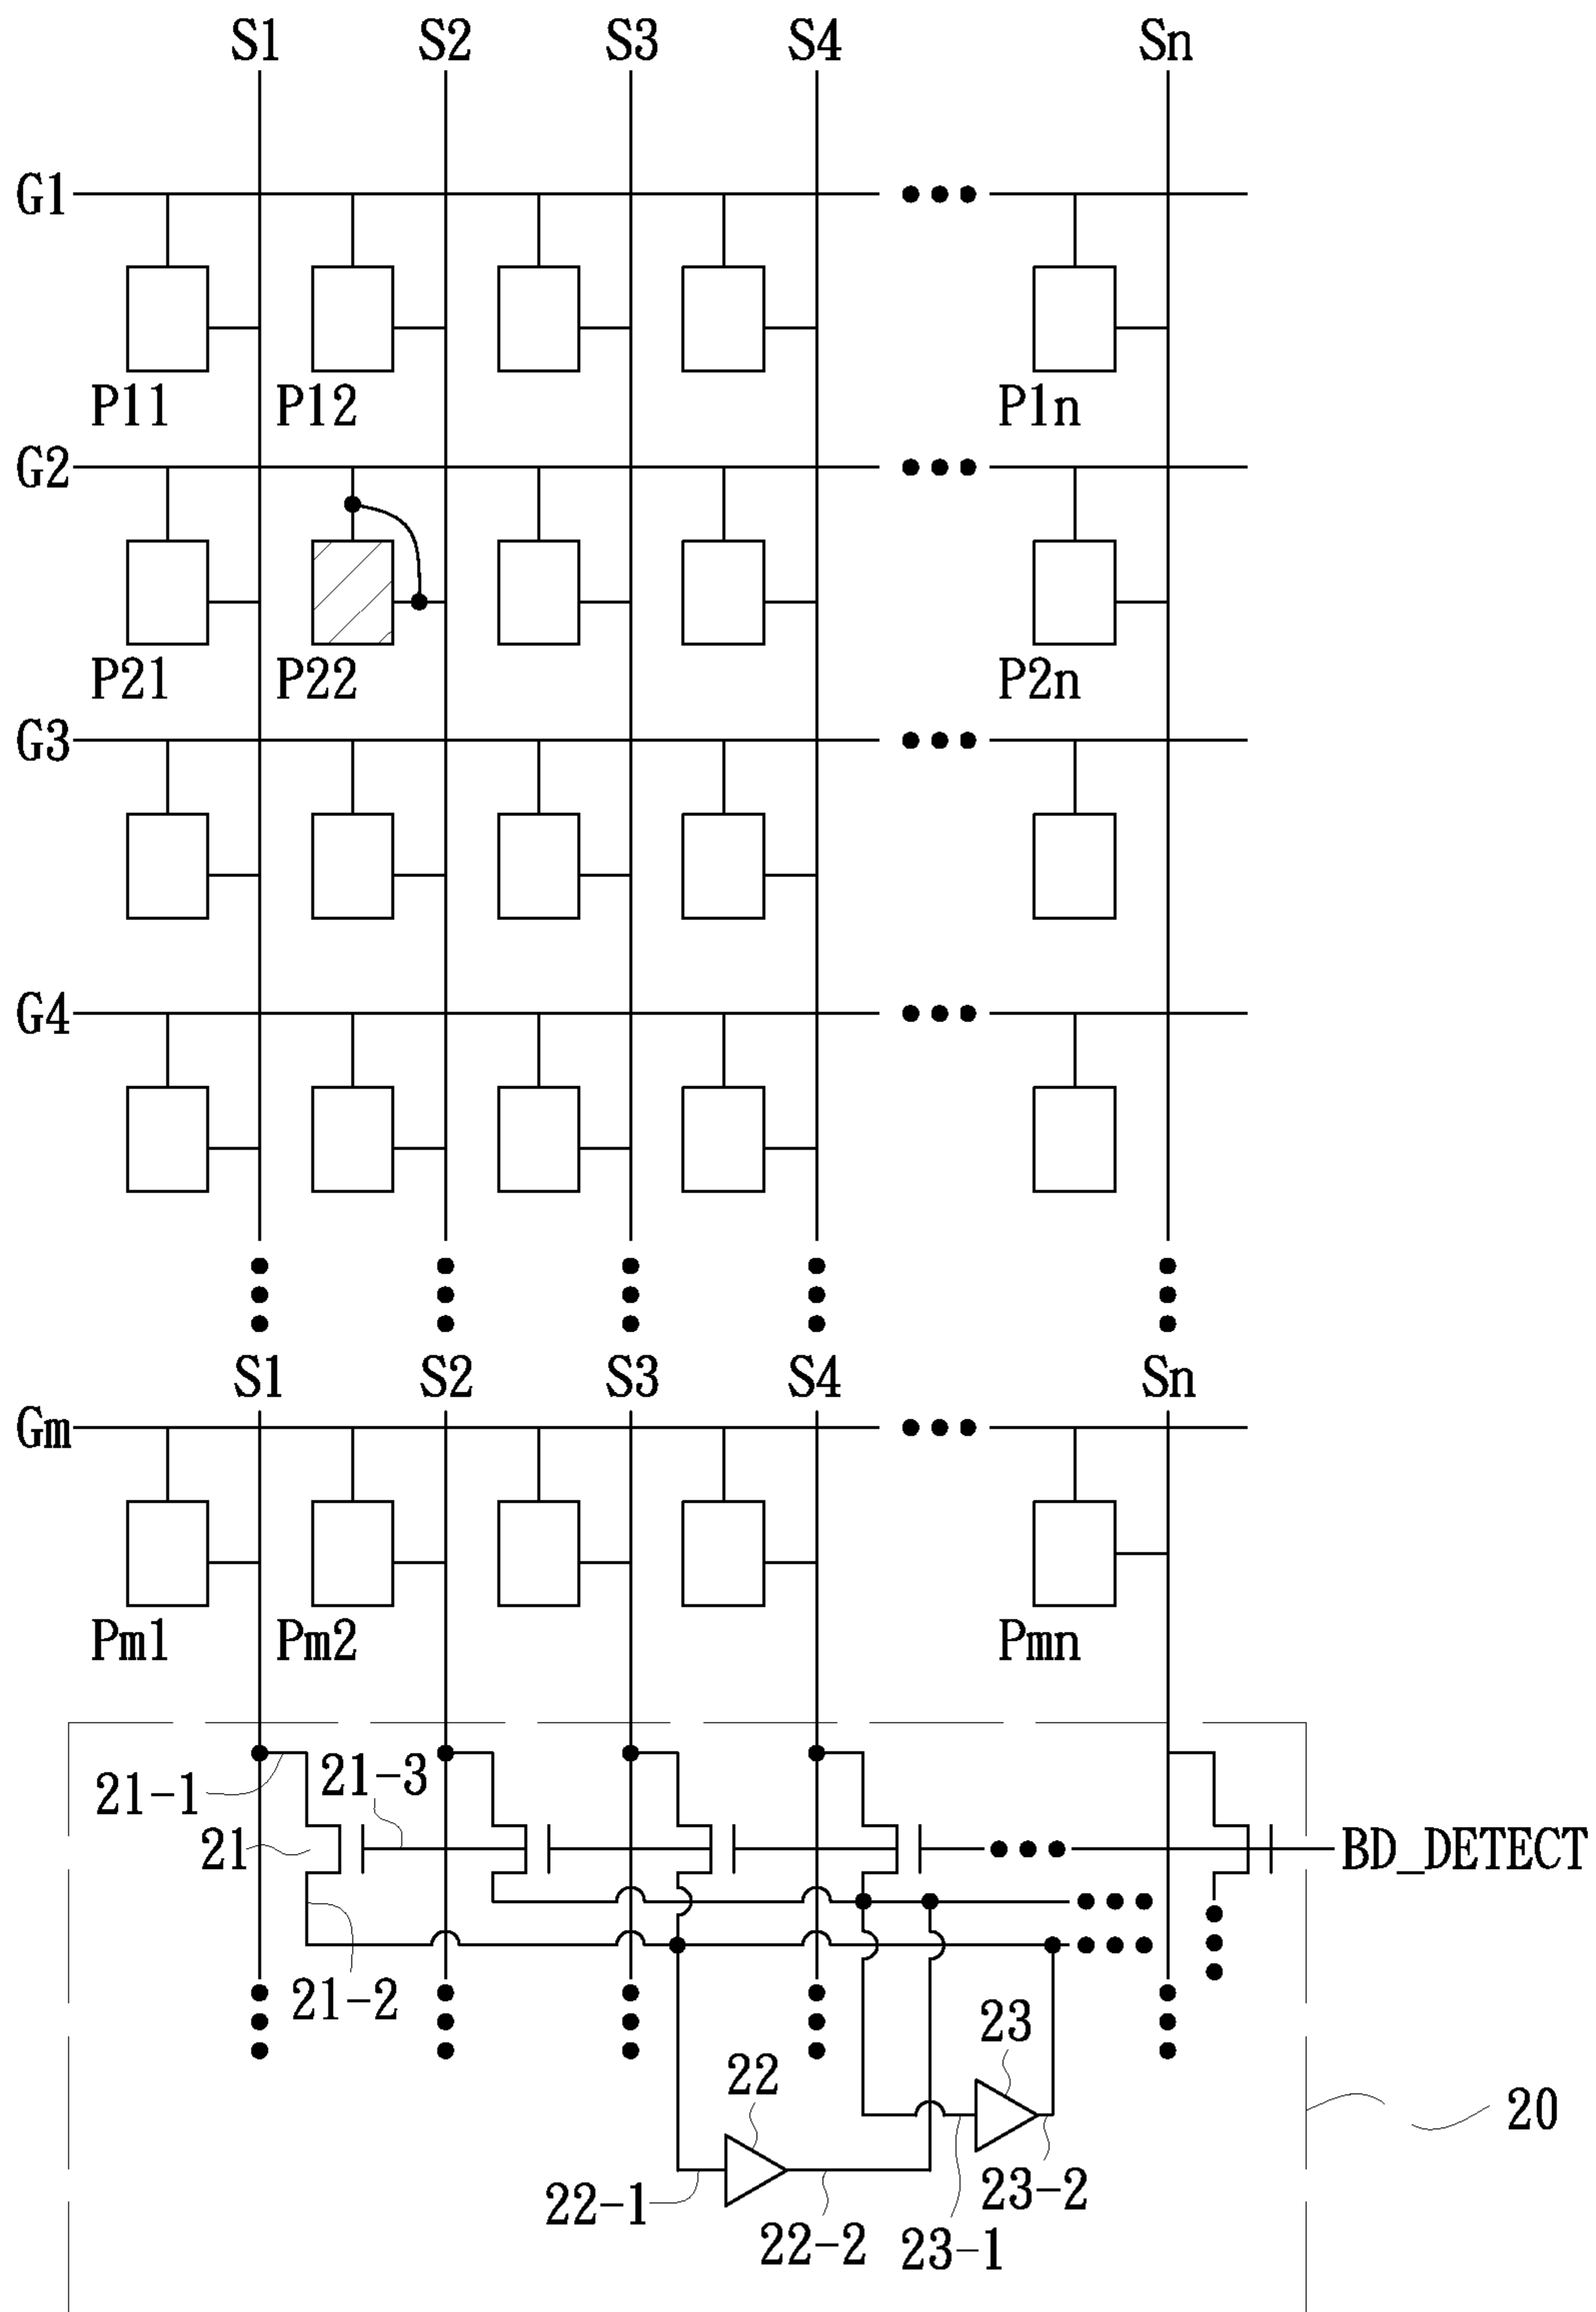 S1 S2 S3 S4 Sn
G1
P11 P12 P1n
G2
P21 P22 P2n
G3
G4
S1 S2 S3 S4 Sn
Gm
Pm1 Pm2 Pmn
21-1 21-3
21 BD_DETECT
21-2
23
22
20
22-1 23-2
22-2 23-1